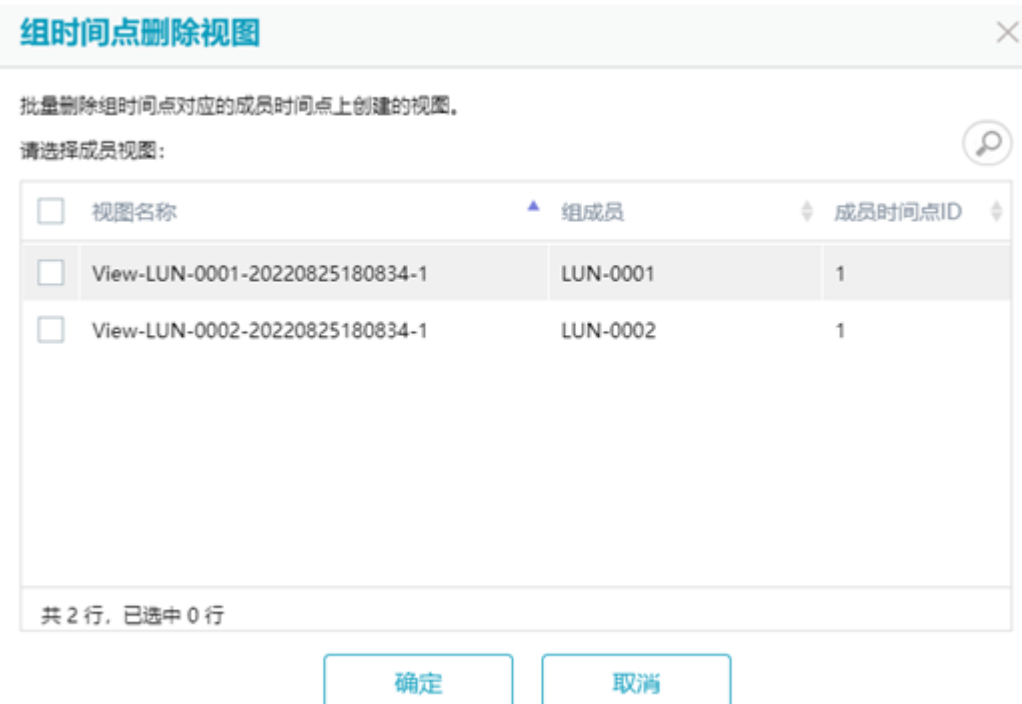 组时间点删除视图
批量删除组时间点对应的成员时间点上创建的视图。
请选择成员视图：
视图名称 组成员 成员时间点ID
View-LUN-0001-20220825180834-1 LUN-0001 1
View-LUN-0002-20220825180834-1 LUN-0002 1
共 2 行，已选中 0 行
确定 取消